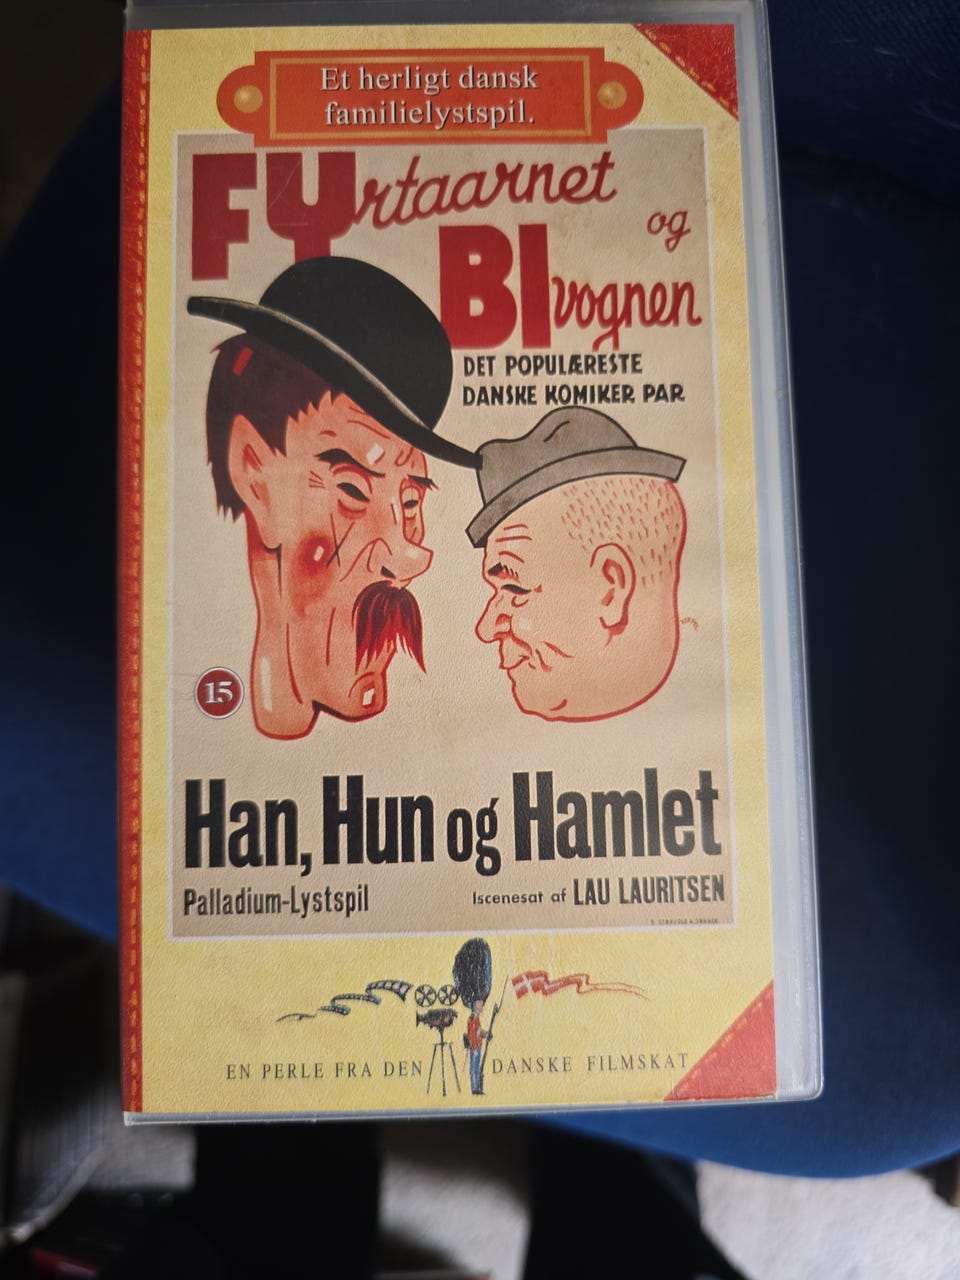 Et herligt dansk
familielystspil.
FYrtaarnet
og
BIvognen
DET POPULÆRESTE
DANSKE KOMIKER PAR
15
Han, Hun og Hamlet
Palladium-Lystspil Iscenesat af LAU LAURITSEN
EN PERLE FRA DEN DANSKE FILMSKAT